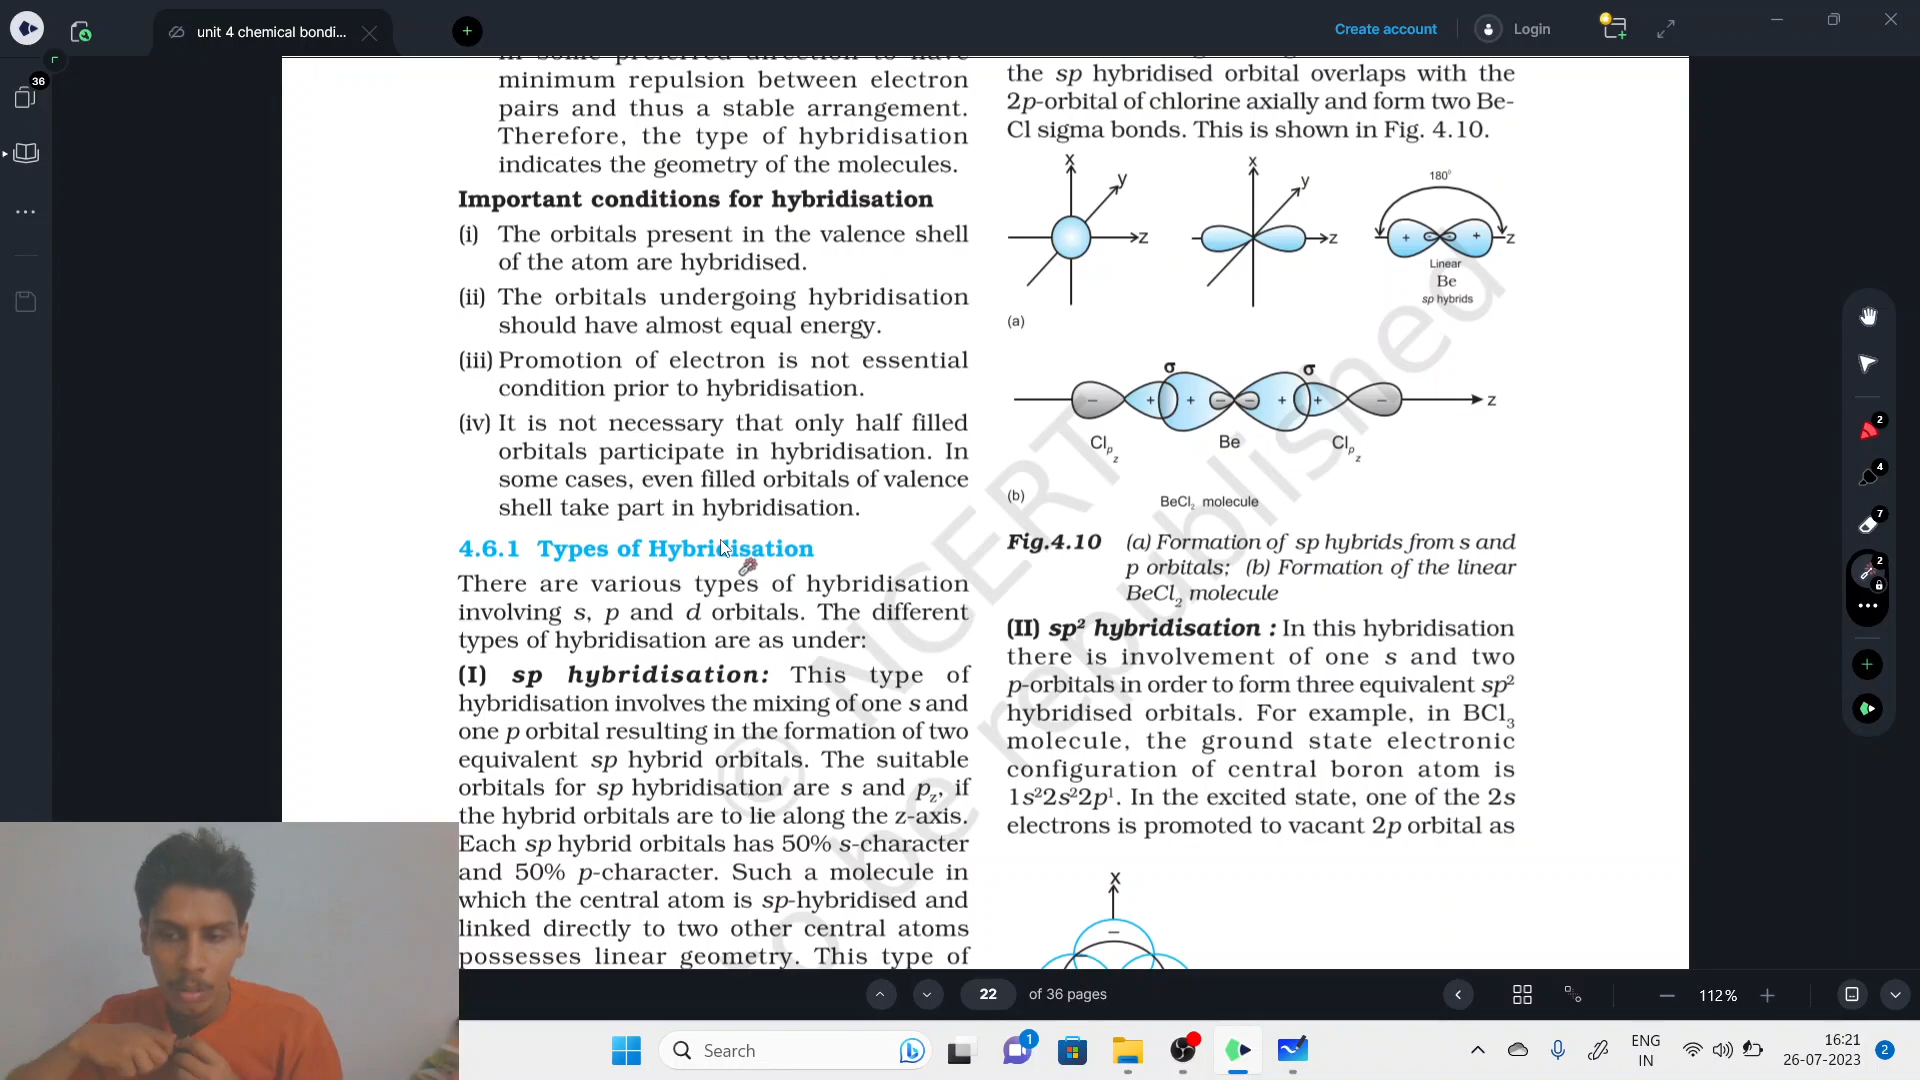 unit 4 chemical bondi...
Create account
Login
36
in some preferred direction to have
minimum repulsion between electron
pairs and thus a stable arrangement.
Therefore, the type of hybridisation
indicates the geometry of the molecules.
Important conditions for hybridisation
(i) The orbitals present in the valence shell
of the atom are hybridised.
(ii) The orbitals undergoing hybridisation
should have almost equal energy.
(iii) Promotion of electron is not essential
condition prior to hybridisation.
(iv) It is not necessary that only half filled
orbitals participate in hybridisation. In
some cases, even filled orbitals of valence
shell take part in hybridisation.
4.6.1 Types of Hybridisation
There are various types of hybridisation
involving s, p and d orbitals. The different
types of hybridisation are as under:
(I) sp hybridisation: This type of
hybridisation involves the mixing of one s and
one p orbital resulting in the formation of two
equivalent sp hybrid orbitals. The suitable
orbitals for sp hybridisation are s and pz, if
the hybrid orbitals are to lie along the z-axis.
Each sp hybrid orbitals has 50% s-character
and 50% p-character. Such a molecule in
which the central atom is sp-hybridised and
linked directly to two other central atoms
possesses linear geometry. This type of
the sp hybridised orbital overlaps with the
2p-orbital of chlorine axially and form two Be-
Cl sigma bonds. This is shown in Fig. 4.10.
x y z
x y z
180° + - - + z
Linear
Be
sp hybrids
(a)
σ σ
- + + - - + + - z
Clpz Be Clpz
(b)
BeCl2 molecule
Fig.4.10 (a) Formation of sp hybrids from s and
p orbitals; (b) Formation of the linear
BeCl2 molecule
(II) sp² hybridisation : In this hybridisation
there is involvement of one s and two
p-orbitals in order to form three equivalent sp²
hybridised orbitals. For example, in BCl3
molecule, the ground state electronic
configuration of central boron atom is
1s²2s²2p¹. In the excited state, one of the 2s
electrons is promoted to vacant 2p orbital as
x
-
© NCERT
be republished
2
4
7
2
22 of 36 pages
112%
Search
1
ENG
IN
16:21
26-07-2023
2